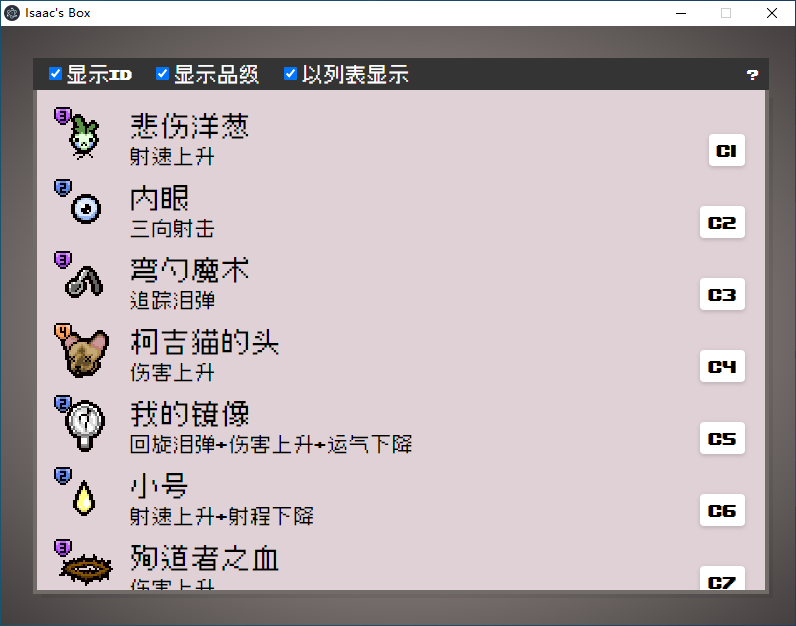 Isaac's Box
显示ID 显示品级 以列表显示 ?
3
悲伤洋葱
射速上升
C1
2
内眼
三向射击
C2
3
弯勺魔术
追踪泪弹
C3
4
柯吉猫的头
伤害上升
C4
2
我的镜像
回旋泪弹+伤害上升+运气下降
C5
2
小号
射速上升+射程下降
C6
3
殉道者之血
伤害上升
C7